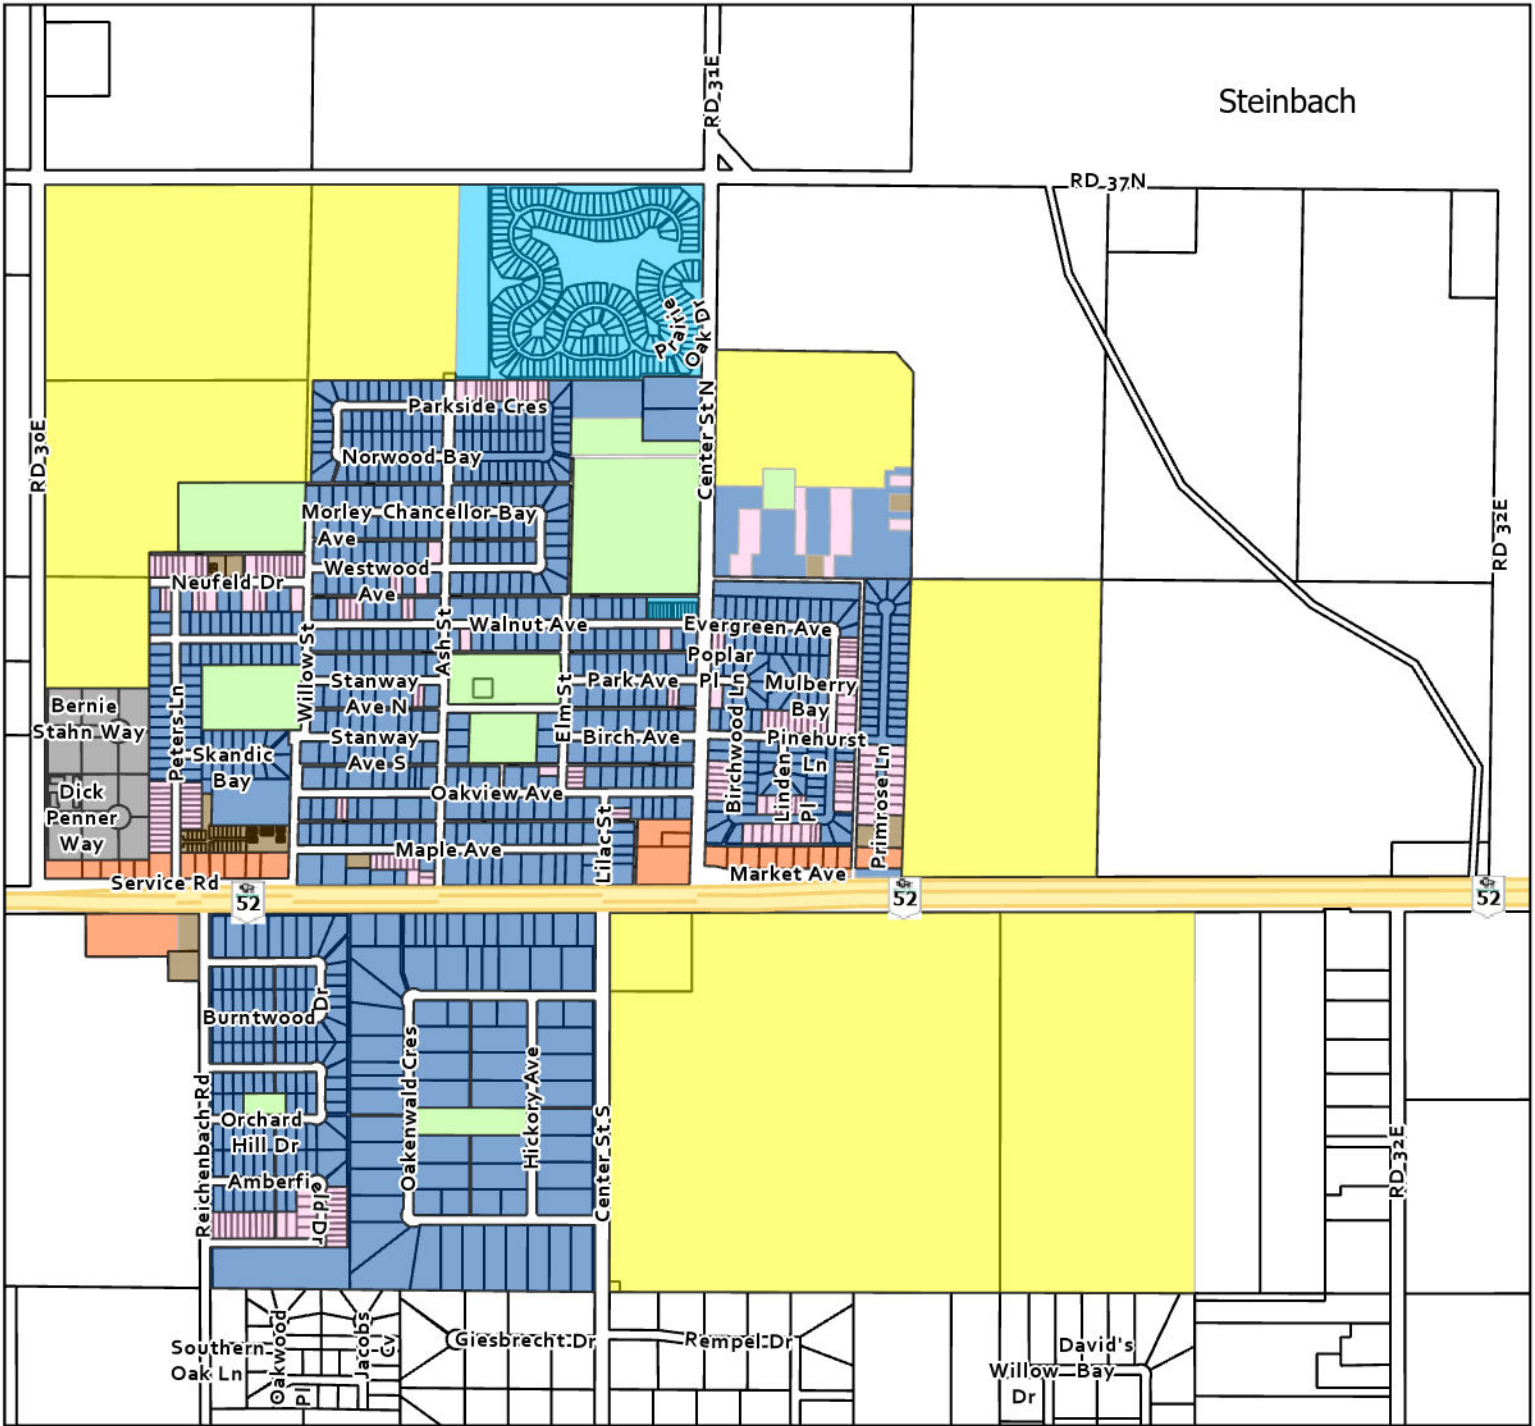 RD 31E
Steinbach
RD 37N
Prairie
Oak Dr
RD 30E
Parkside Cres
Center St N
Norwood Bay
Morley
Ave
Chancellor Bay
RD 32E
Westwood
Ave
Neufeld Dr
Walnut Ave
Evergreen Ave
Ash St
Willow St
Poplar
Pl
Stanway
Ave N
Park Ave
Mulberry
Bay
Elm St
Peters Ln
Bernie
Stahn Way
Birchwood Ln
Stanway
Ave S
Birch Ave
Pinehurst
Ln
Skandic
Bay
Linden
Pl
Primrose Ln
Dick
Penner
Way
Oakview Ave
Lilac St
Maple Ave
Market Ave
Service Rd
52
52
52
Burntwood Dr
Oakenwald Cres
Hickory Ave
Reichenbach Rd
Center S
Orchard
Hill Dr
RD 32E
Amberfield Dr
Southern
Oak Ln
Oakwood
Pl
Jacobs
Cv
Giesbrecht Dr
Rempel Dr
David's
Willow Bay
Dr